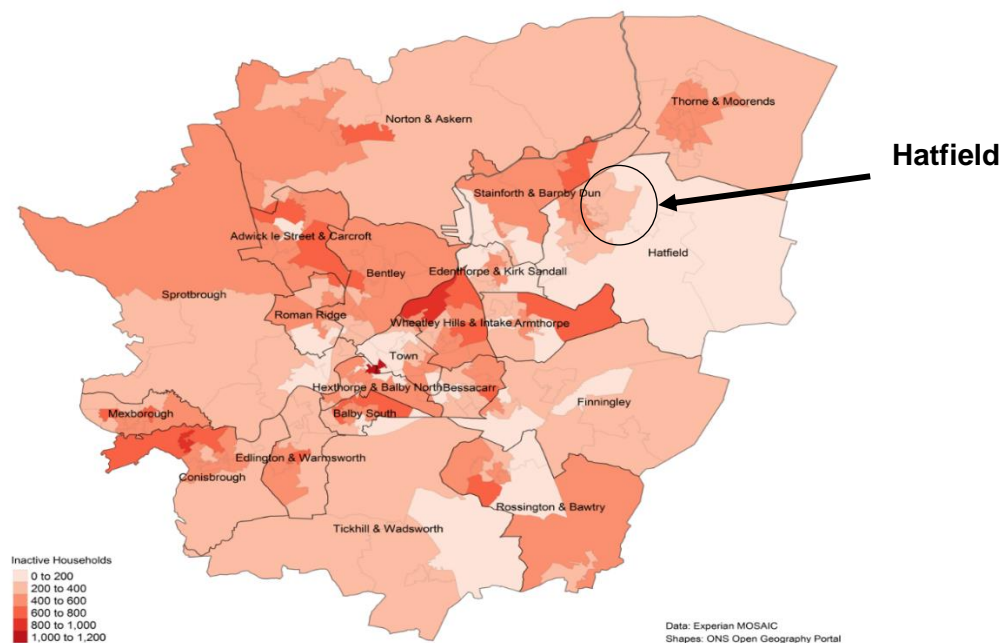 Thorne & Moorends
Norton & Askern
Hatfield
Stainforth & Barnby Dun
Adwick le Street & Carcroft
Hatfield
Bentley
Edenthorpe & Kirk Sandall
Sprotbrough
Roman Ridge
Wheatley Hills & Intake
Armthorpe
Town
Hexthorpe & Balby North
Bessacarr
Finningley
Mexborough
Balby South
Edlington & Warmsworth
Conisbrough
Rossington & Bawtry
Tickhill & Wadsworth
Inactive Households
0 to 200
200 to 400
400 to 600
600 to 800
800 to 1,000
1,000 to 1,200
Data: Experian MOSAIC
Shapes: ONS Open Geography Portal